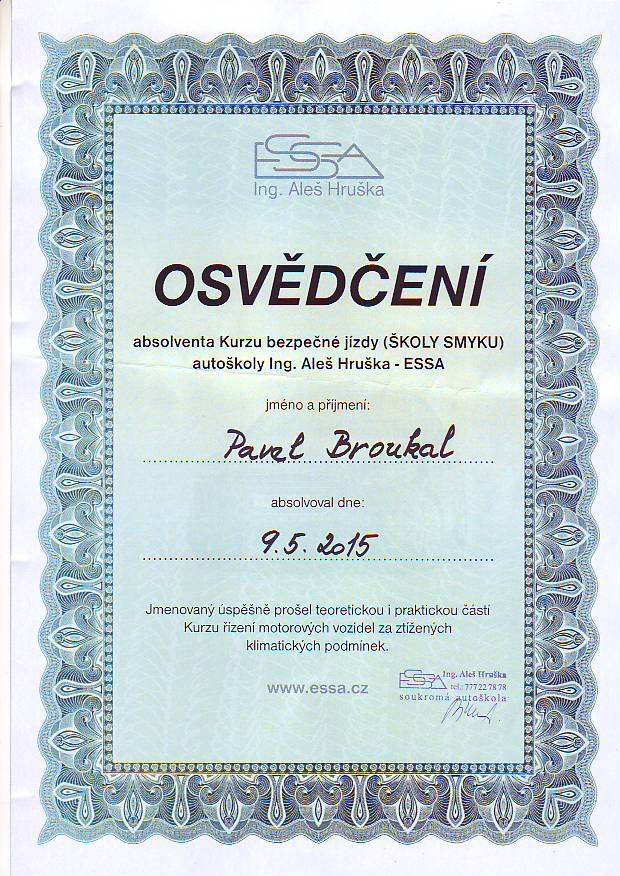 ESSA
Ing. Aleš Hruška
OSVĚDČENÍ
absolventa Kurzu bezpečné jízdy (ŠKOLY SMYKU)
autoškoly Ing. Aleš Hruška - ESSA
jméno a příjmení:
Pavel Broukal
absolvoval dne:
9.5.2015
Jmenovaný úspěšně prošel teoretickou i praktickou částí
Kurzu řízení motorových vozidel za ztížených
klimatických podmínek.
www.essa.cz
ESSA Ing. Aleš Hruška
tel.: 777 22 78 78
soukromá autoškola